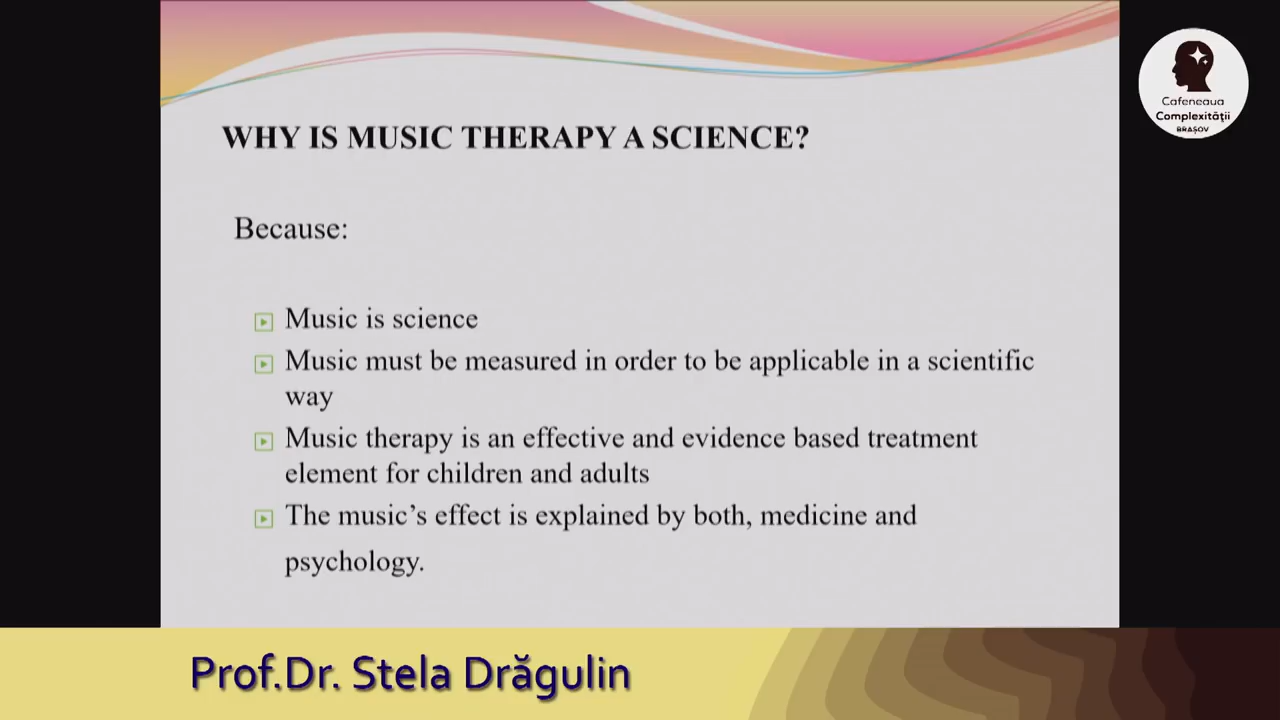 Cafeneaua
Complexității
BRAȘOV
WHY IS MUSIC THERAPY A SCIENCE?
Because:
Music is science
Music must be measured in order to be applicable in a scientific
way
Music therapy is an effective and evidence based treatment
element for children and adults
The music’s effect is explained by both, medicine and
psychology.
Prof.Dr. Stela Drăgulin